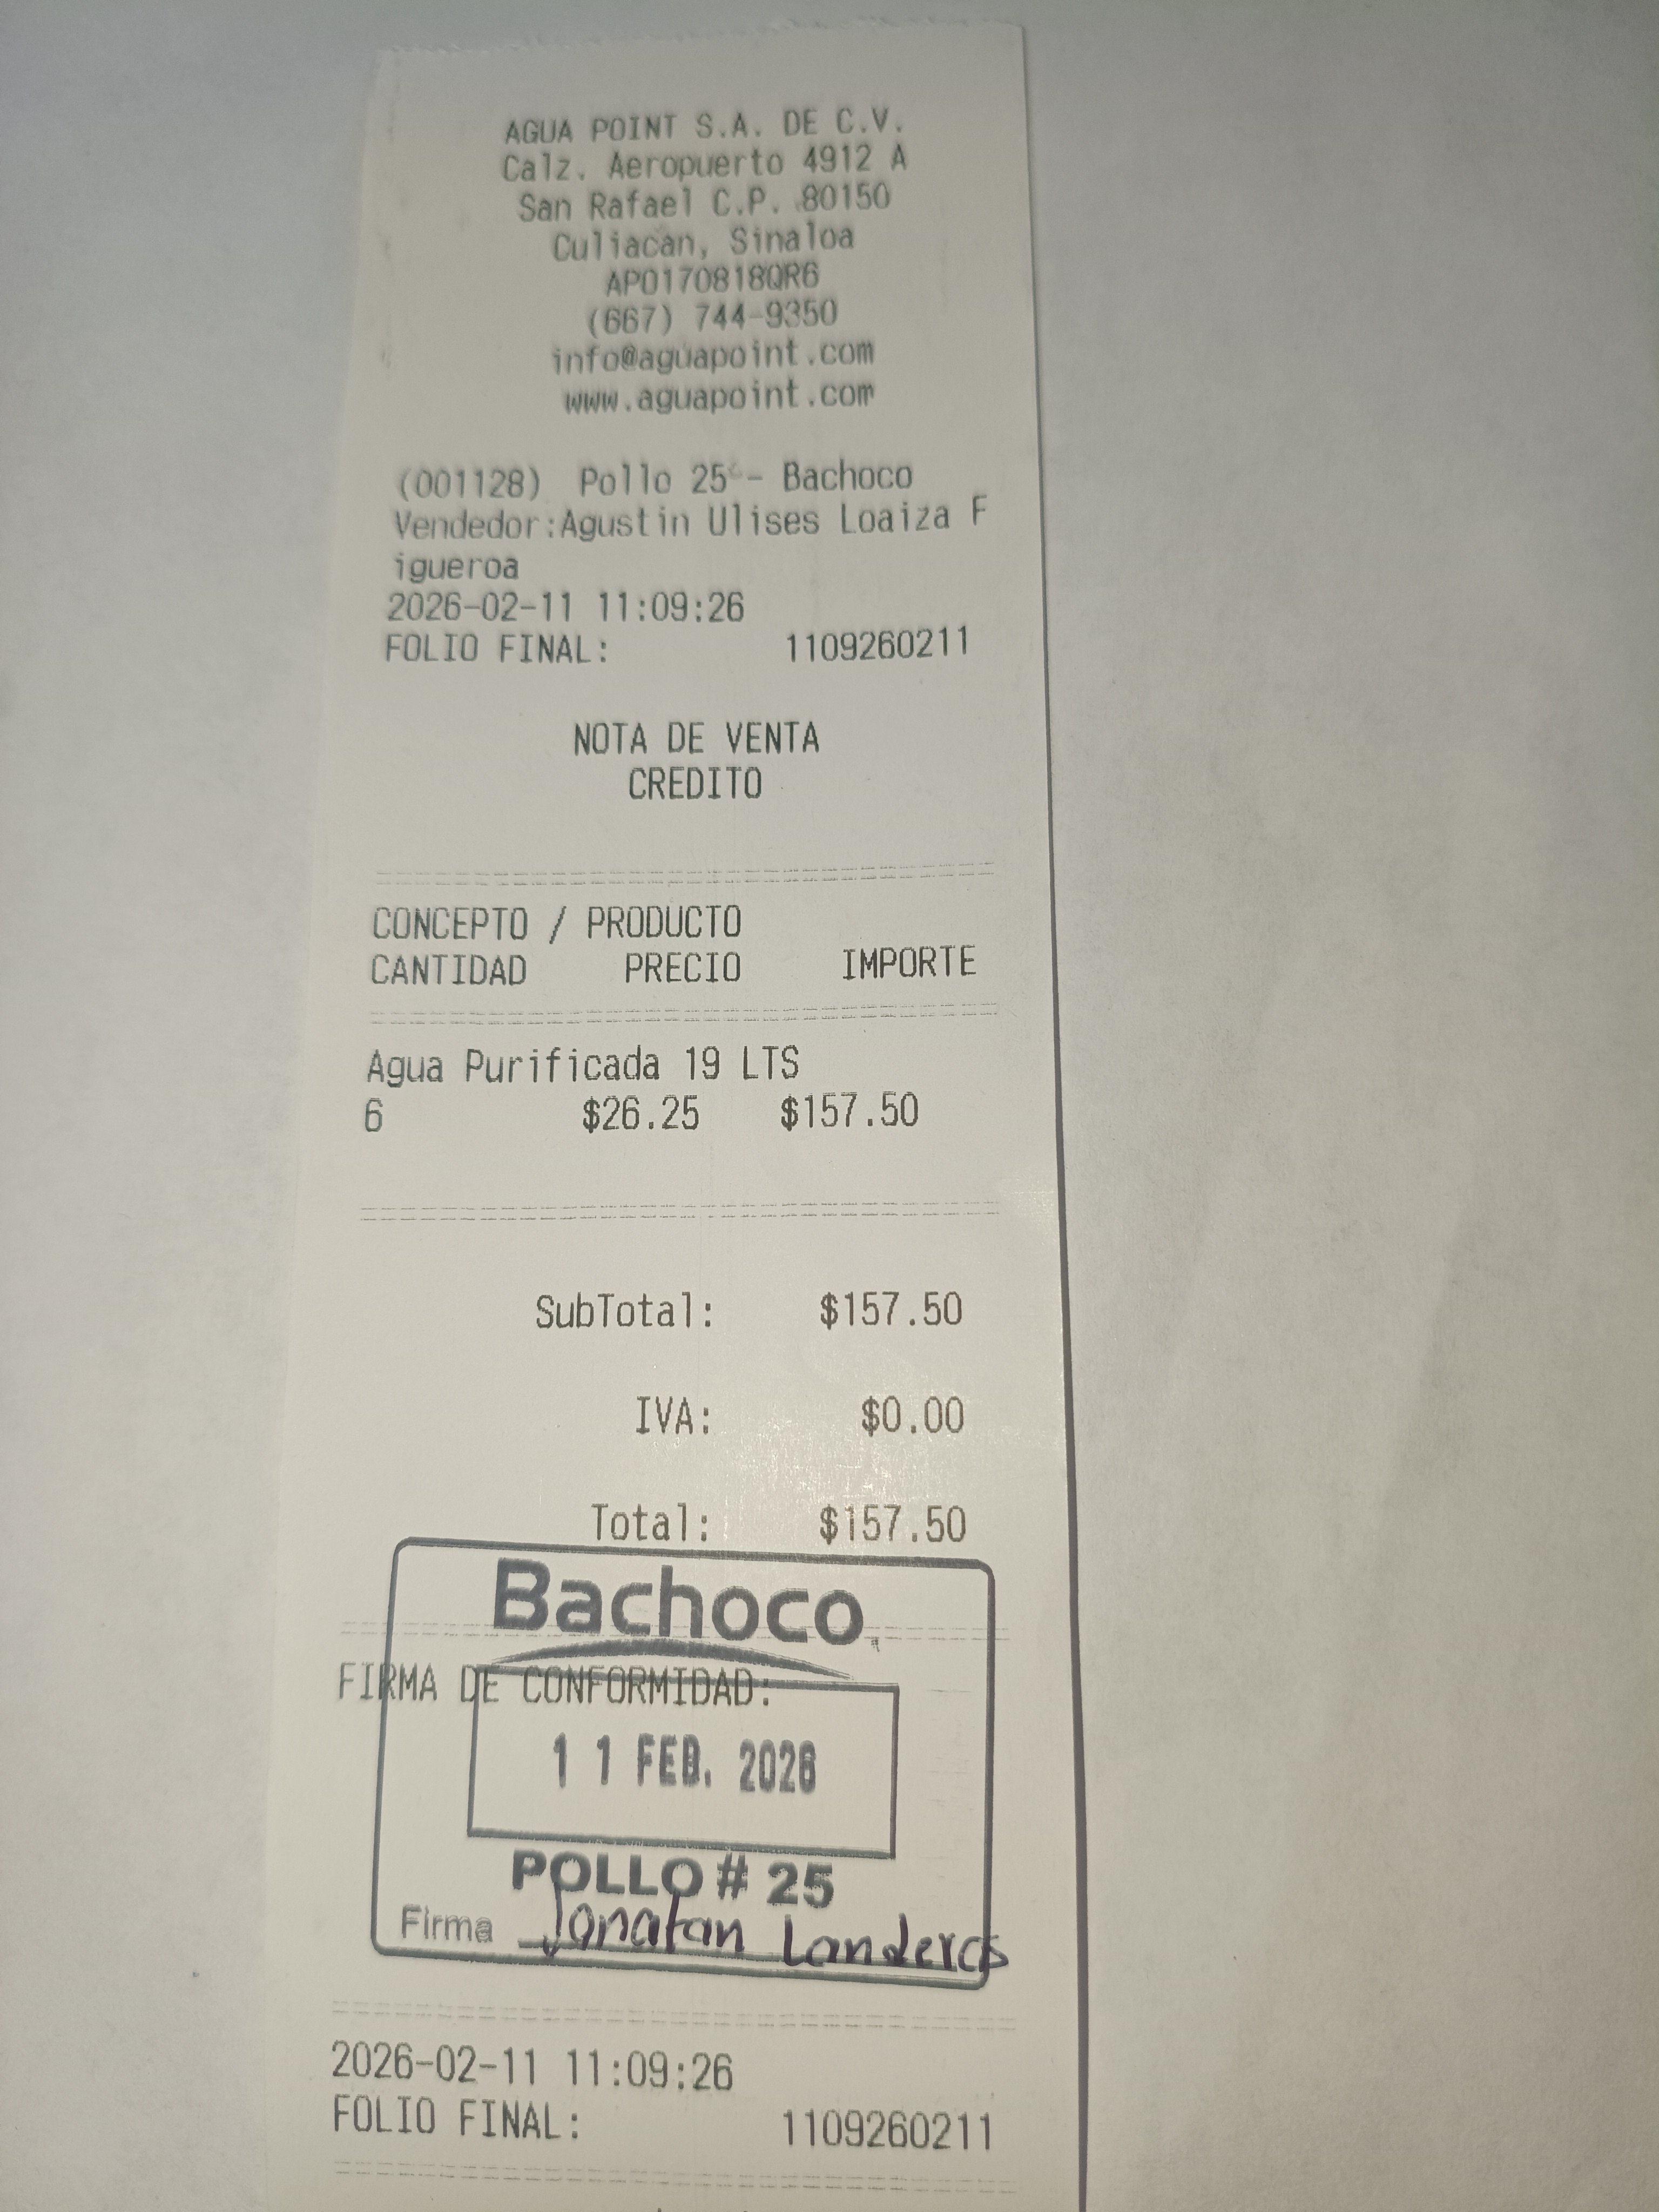 AGUA POINT S.A. DE C.V.
Calz. Aeropuerto 4912 A
San Rafael C.P. 80150
Culiacan, Sinaloa
APO170818QR6
(667) 744-9350
info@aguapoint.com
www.aguapoint.com
(001128) Pollo 25 - Bachoco
Vendedor:Agustin Ulises Loaiza F
igueroa
2026-02-11 11:09:26
FOLIO FINAL: 1109260211
NOTA DE VENTA
CREDITO
CONCEPTO / PRODUCTO
CANTIDAD PRECIO IMPORTE
Agua Purificada 19 LTS
6 $26.25 $157.50
SubTotal: $157.50
IVA: $0.00
Total: $157.50
Bachoco
FIRMA DE CONFORMIDAD:
11 FEB. 2026
POLLO # 25
Firma Jonatan Landeros
2026-02-11 11:09:26
FOLIO FINAL: 1109260211